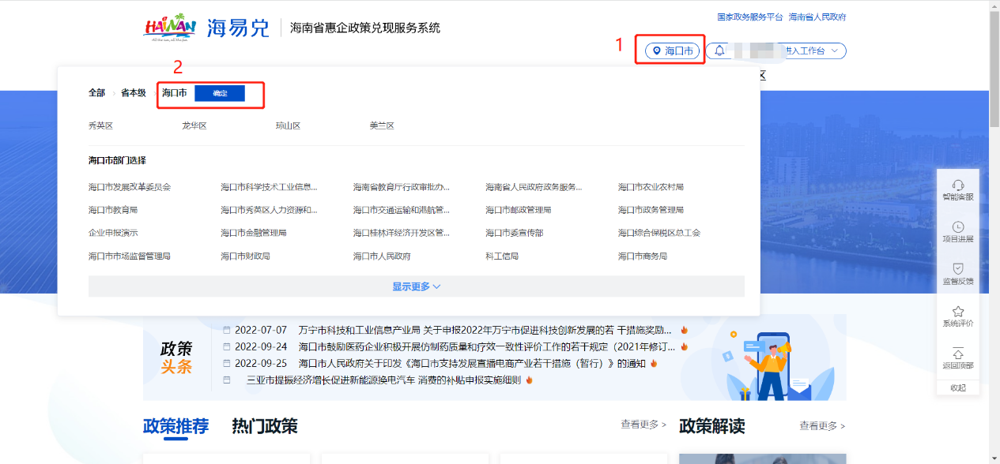 国家政务服务平台 海南省人民政府
HAINAN 海易兑 海南省惠企政策兑现服务系统
1 海口市 进入工作台
2
区
全部 省本级 海口市 确定
秀英区 龙华区 琼山区 美兰区
海口市部门选择
海口市发展改革委员会 海口市科学技术工业信息... 海南省教育厅行政审批办... 海南省人民政府政务服务... 海口市农业农村局
海口市教育局 海口市秀英区人力资源和... 海口市交通运输和港航管... 海口市邮政管理局 海口市政务管理局
企业申报演示 海口市金融管理局 海口桂林洋经济开发区管... 海口市委宣传部 海口综合保税区总工会
海口市市场监督管理局 海口市财政局 海口市人民政府 科工信局 海口市商务局
显示更多
智能客服
项目进展
监督反馈
系统评价
返回顶部
收起
政策
头条
2022-07-07 万宁市科技和工业信息产业局 关于申报2022年万宁市促进科技创新发展的若 干措施奖励...
2022-09-24 海口市鼓励医药企业积极开展仿制药质量和疗效一致性评价工作的若干规定（2021年修订...
2022-09-25 海口市人民政府关于印发《海口市支持发展直播电商产业若干措施（暂行）》的通知
三亚市提振经济增长促进新能源换电汽车 消费的补贴申报实施细则
政策推荐 热门政策 查看更多 > 政策解读 查看更多 >